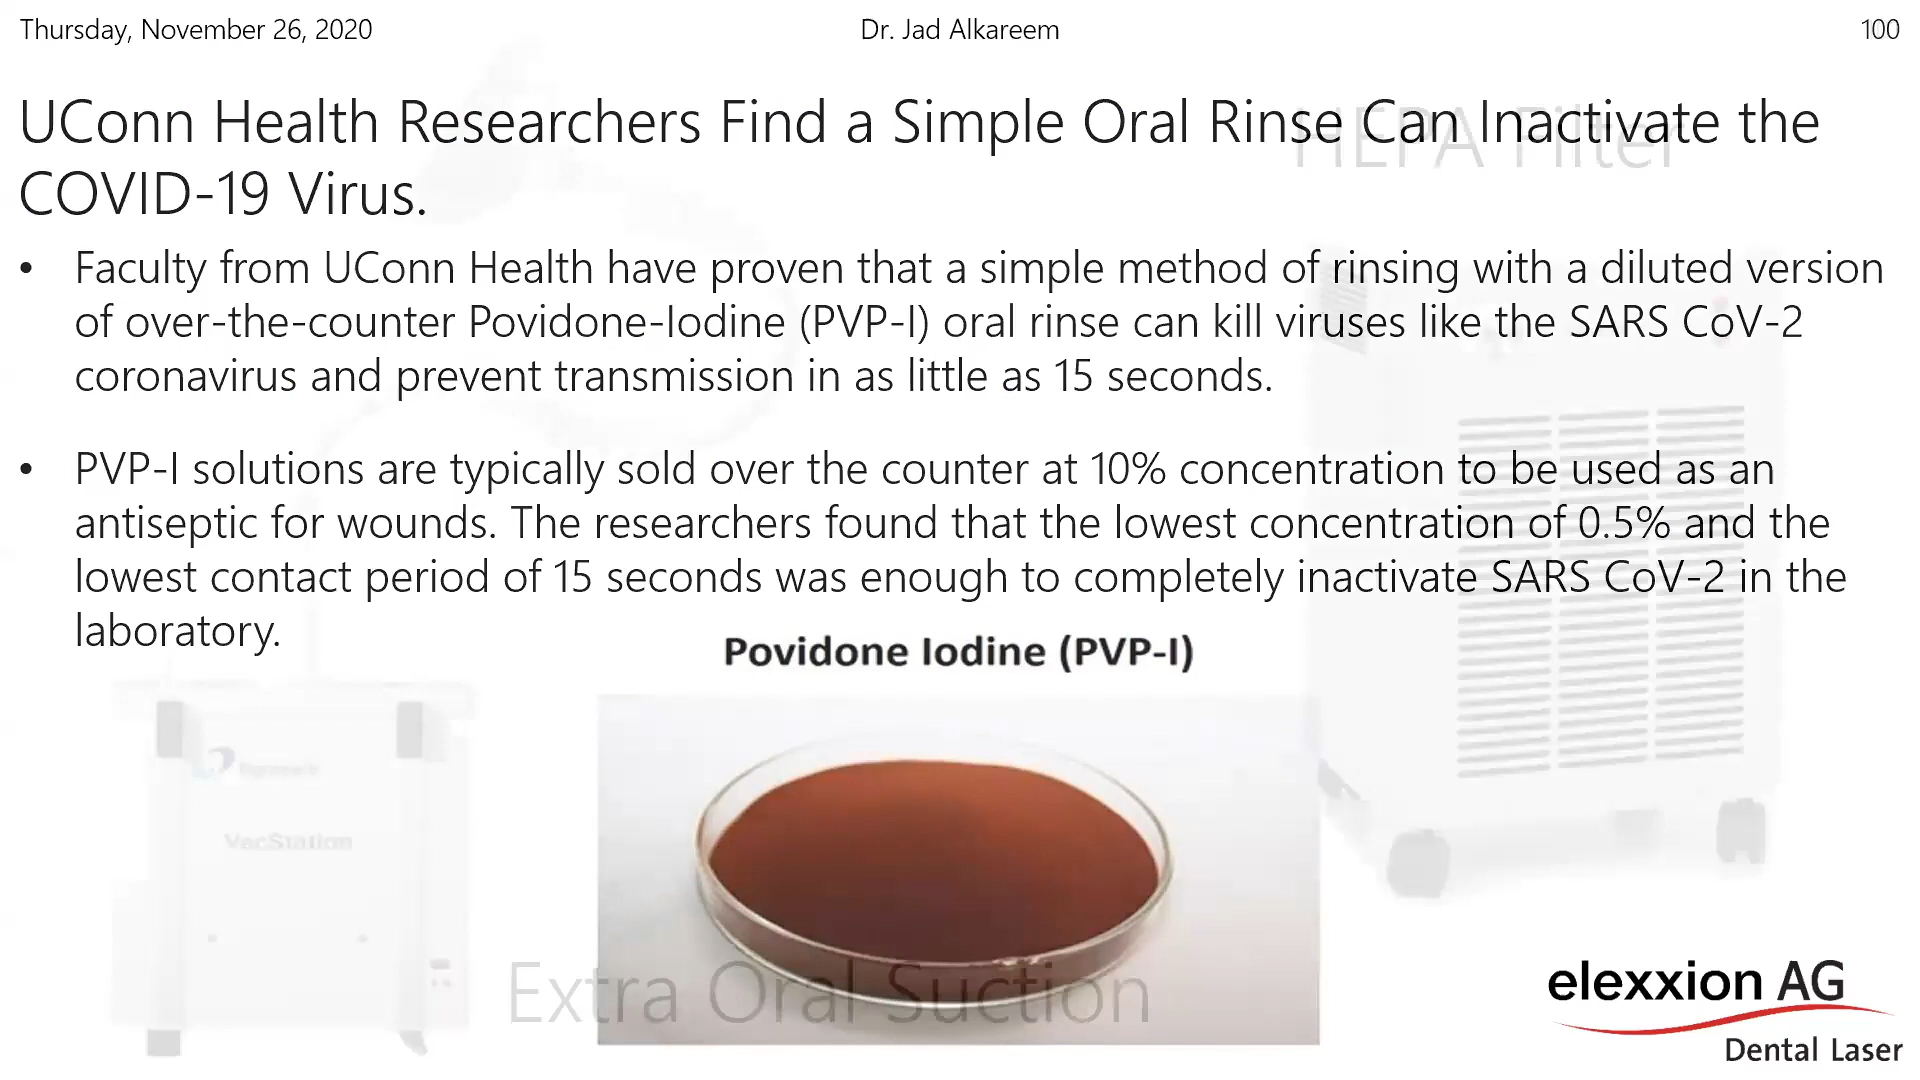 Thursday, November 26, 2020
Dr. Jad Alkareem
100
UConn Health Researchers Find a Simple Oral Rinse Can Inactivate the
COVID-19 Virus.
HEPA Filter
• Faculty from UConn Health have proven that a simple method of rinsing with a diluted version
of over-the-counter Povidone-Iodine (PVP-I) oral rinse can kill viruses like the SARS CoV-2
coronavirus and prevent transmission in as little as 15 seconds.
• PVP-I solutions are typically sold over the counter at 10% concentration to be used as an
antiseptic for wounds. The researchers found that the lowest concentration of 0.5% and the
lowest contact period of 15 seconds was enough to completely inactivate SARS CoV-2 in the
laboratory.
Povidone Iodine (PVP-I)
VacStation
Extra Oral Suction
elexxion AG
Dental Laser